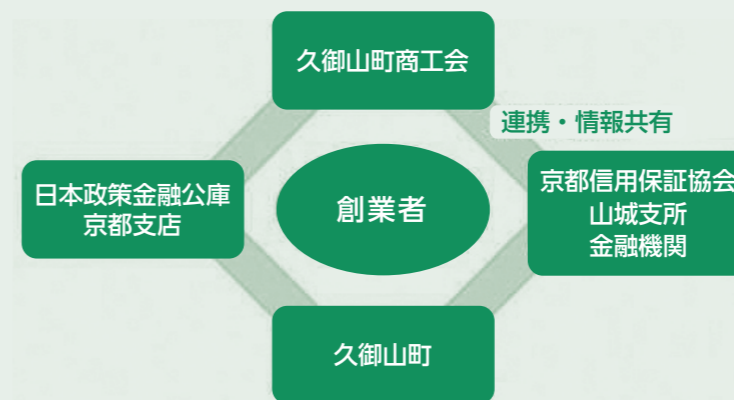 久御山町商工会
連携・情報共有
日本政策金融公庫
京都支店
創業者
京都信用保証協会
山城支所
金融機関
久御山町